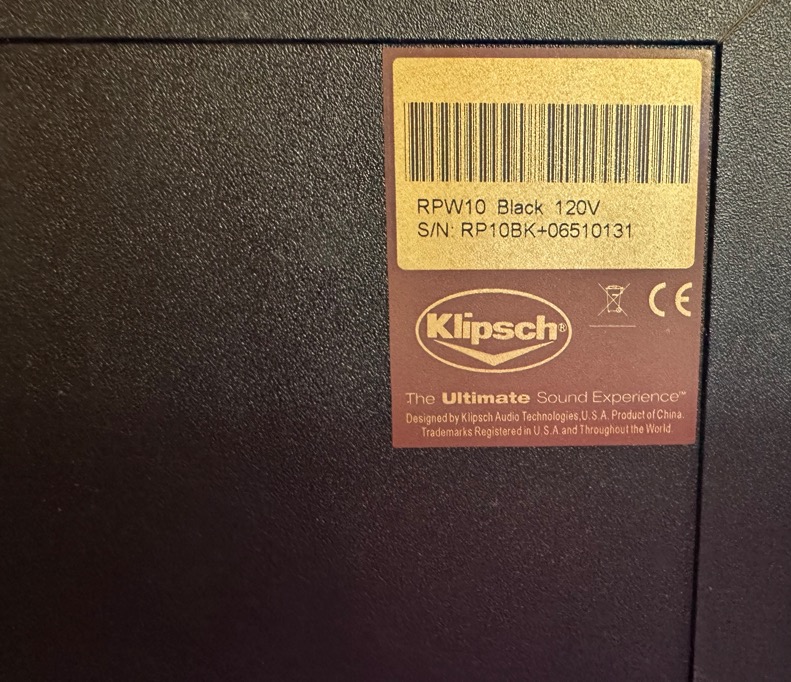 RPW10 Black 120V
S/N: RP10BK+06510131
CE
Klipsch®
The Ultimate Sound Experience™
Designed by Klipsch Audio Technologies, U.S.A. Product of China.
Trademarks Registered in U.S.A. and Throughout the World.